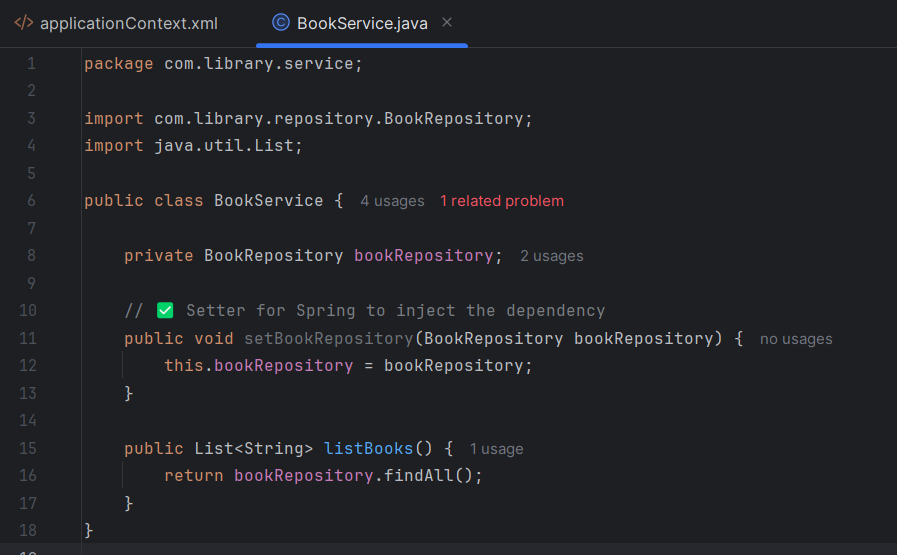 </> applicationContext.xml © BookService.java ×
1 package com.library.service;
2
3 import com.library.repository.BookRepository;
4 import java.util.List;
5
6 public class BookService { 4 usages 1 related problem
7
8 private BookRepository bookRepository; 2 usages
9
10 // ✅ Setter for Spring to inject the dependency
11 public void setBookRepository(BookRepository bookRepository) { no usages
12 this.bookRepository = bookRepository;
13 }
14
15 public List<String> listBooks() { 1 usage
16 return bookRepository.findAll();
17 }
18 }